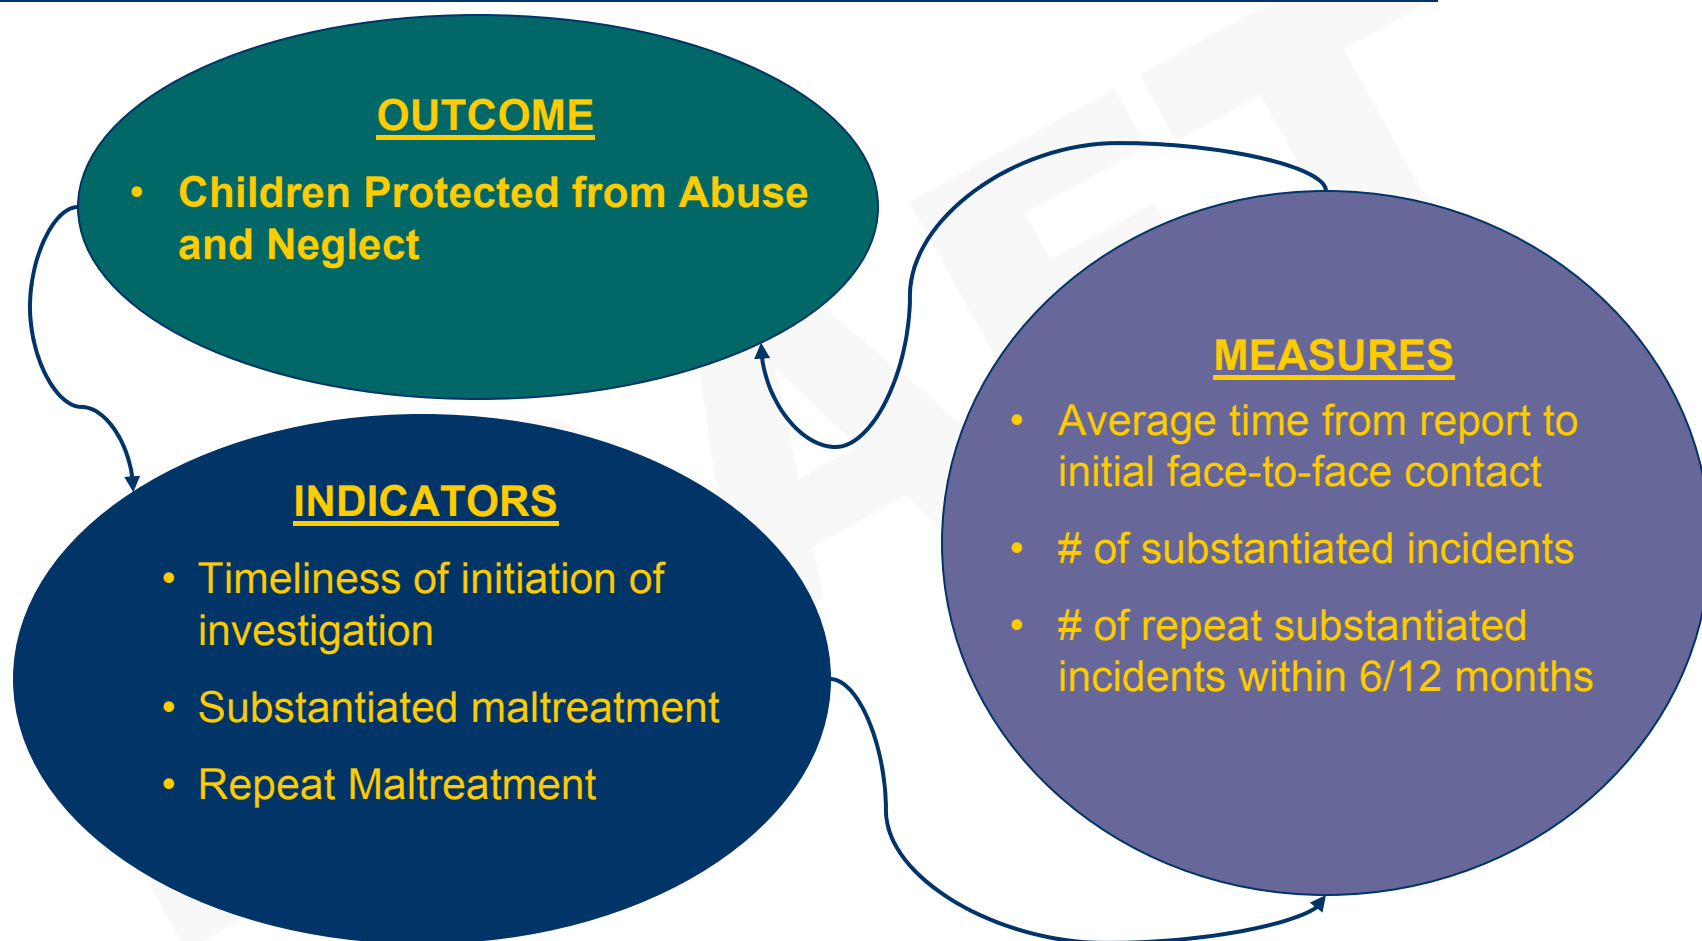 OUTCOME
• Children Protected from Abuse
and Neglect
INDICATORS
• Timeliness of initiation of
investigation
• Substantiated maltreatment
• Repeat Maltreatment
MEASURES
• Average time from report to
initial face-to-face contact
• # of substantiated incidents
• # of repeat substantiated
incidents within 6/12 months